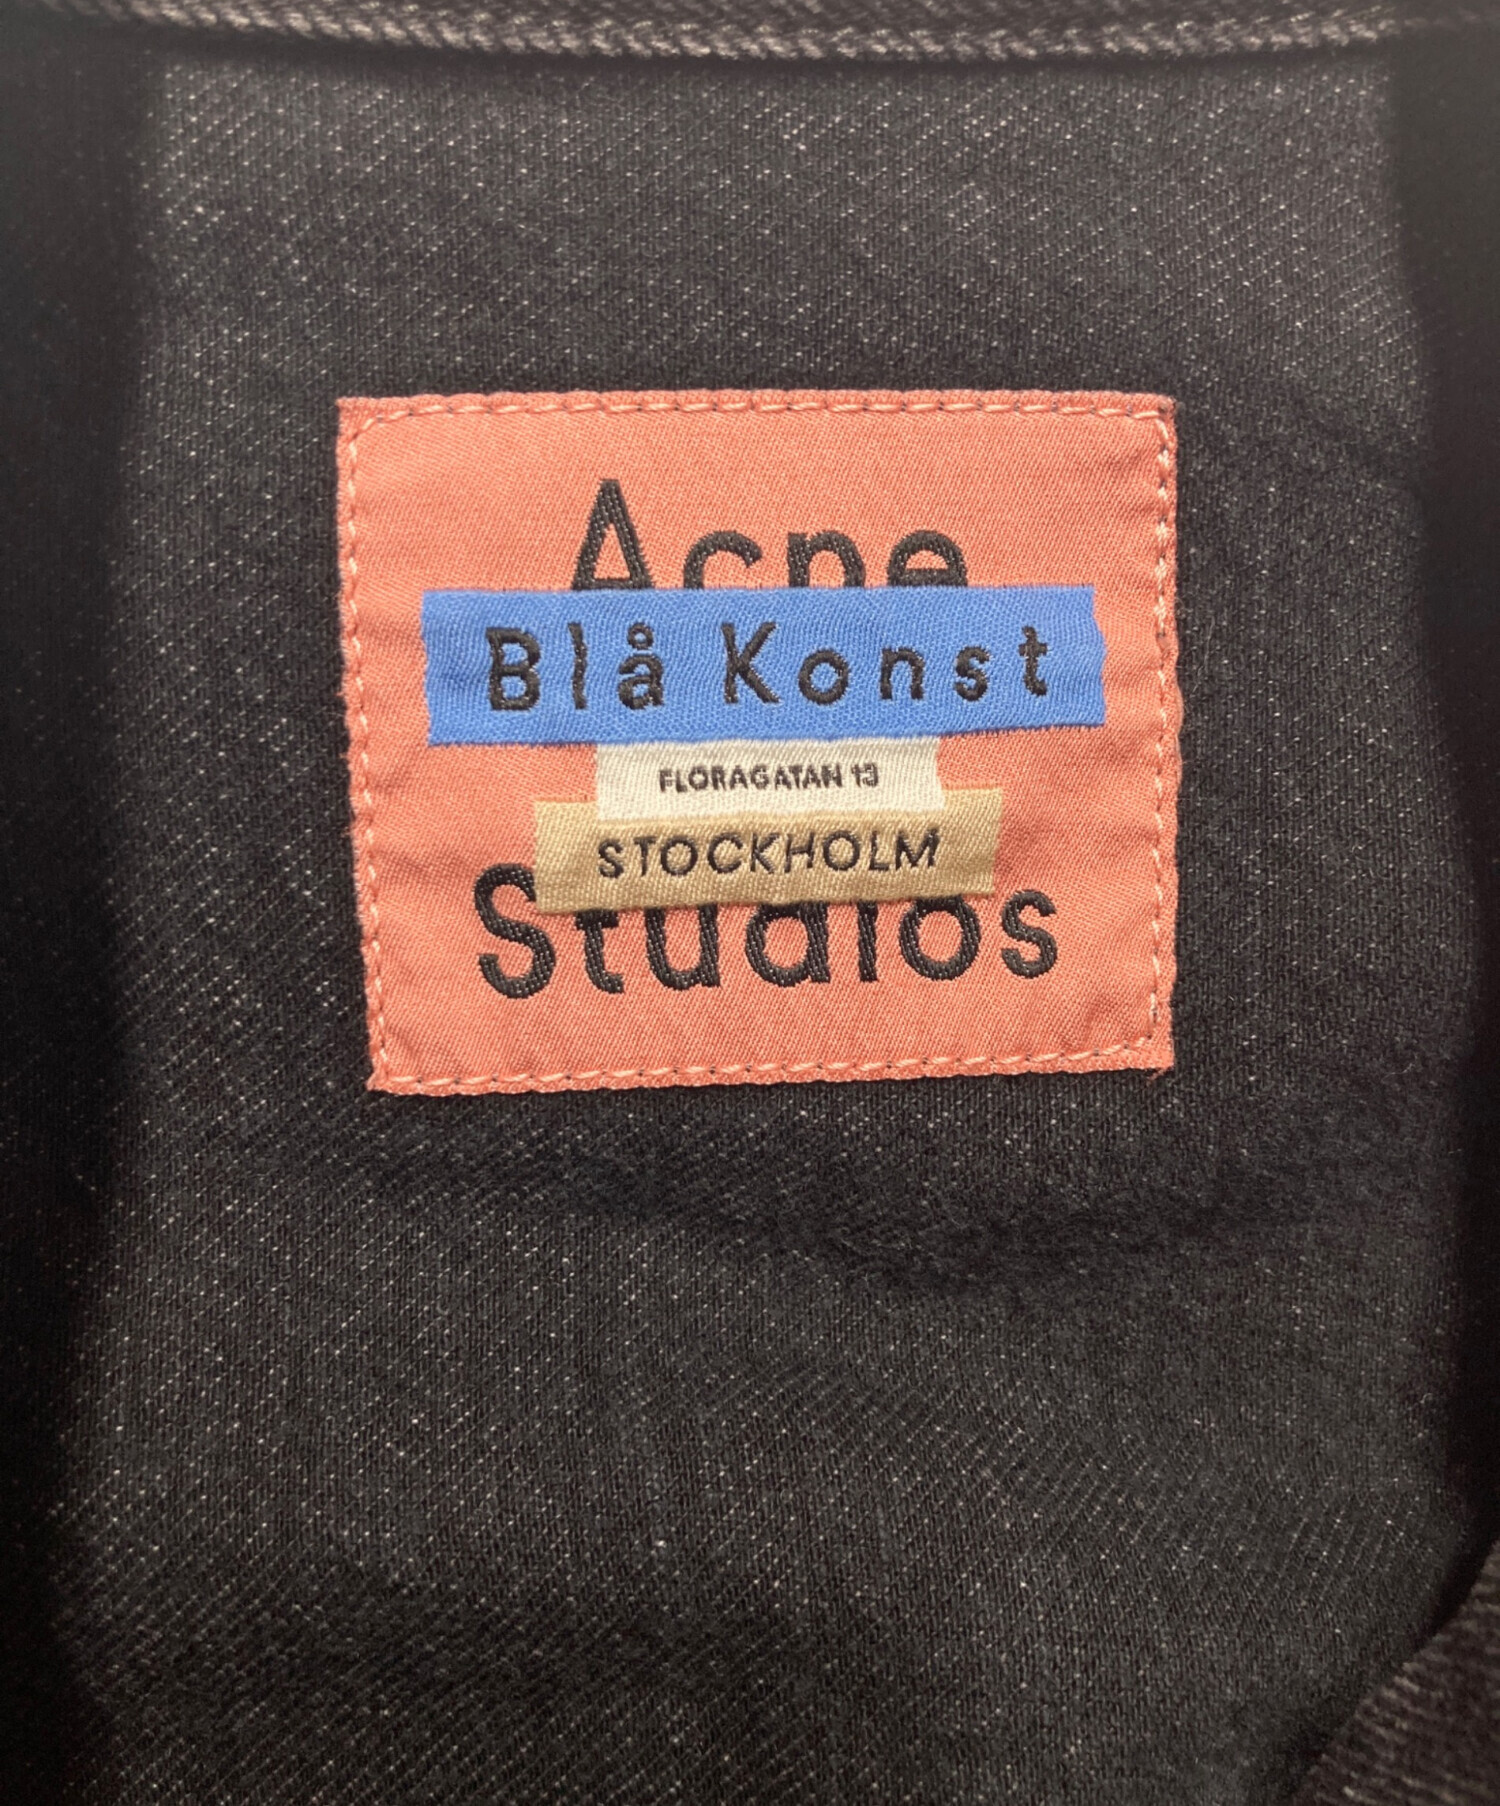 Acne
Blå Konst
FLORAGATAN 13
STOCKHOLM
Studios